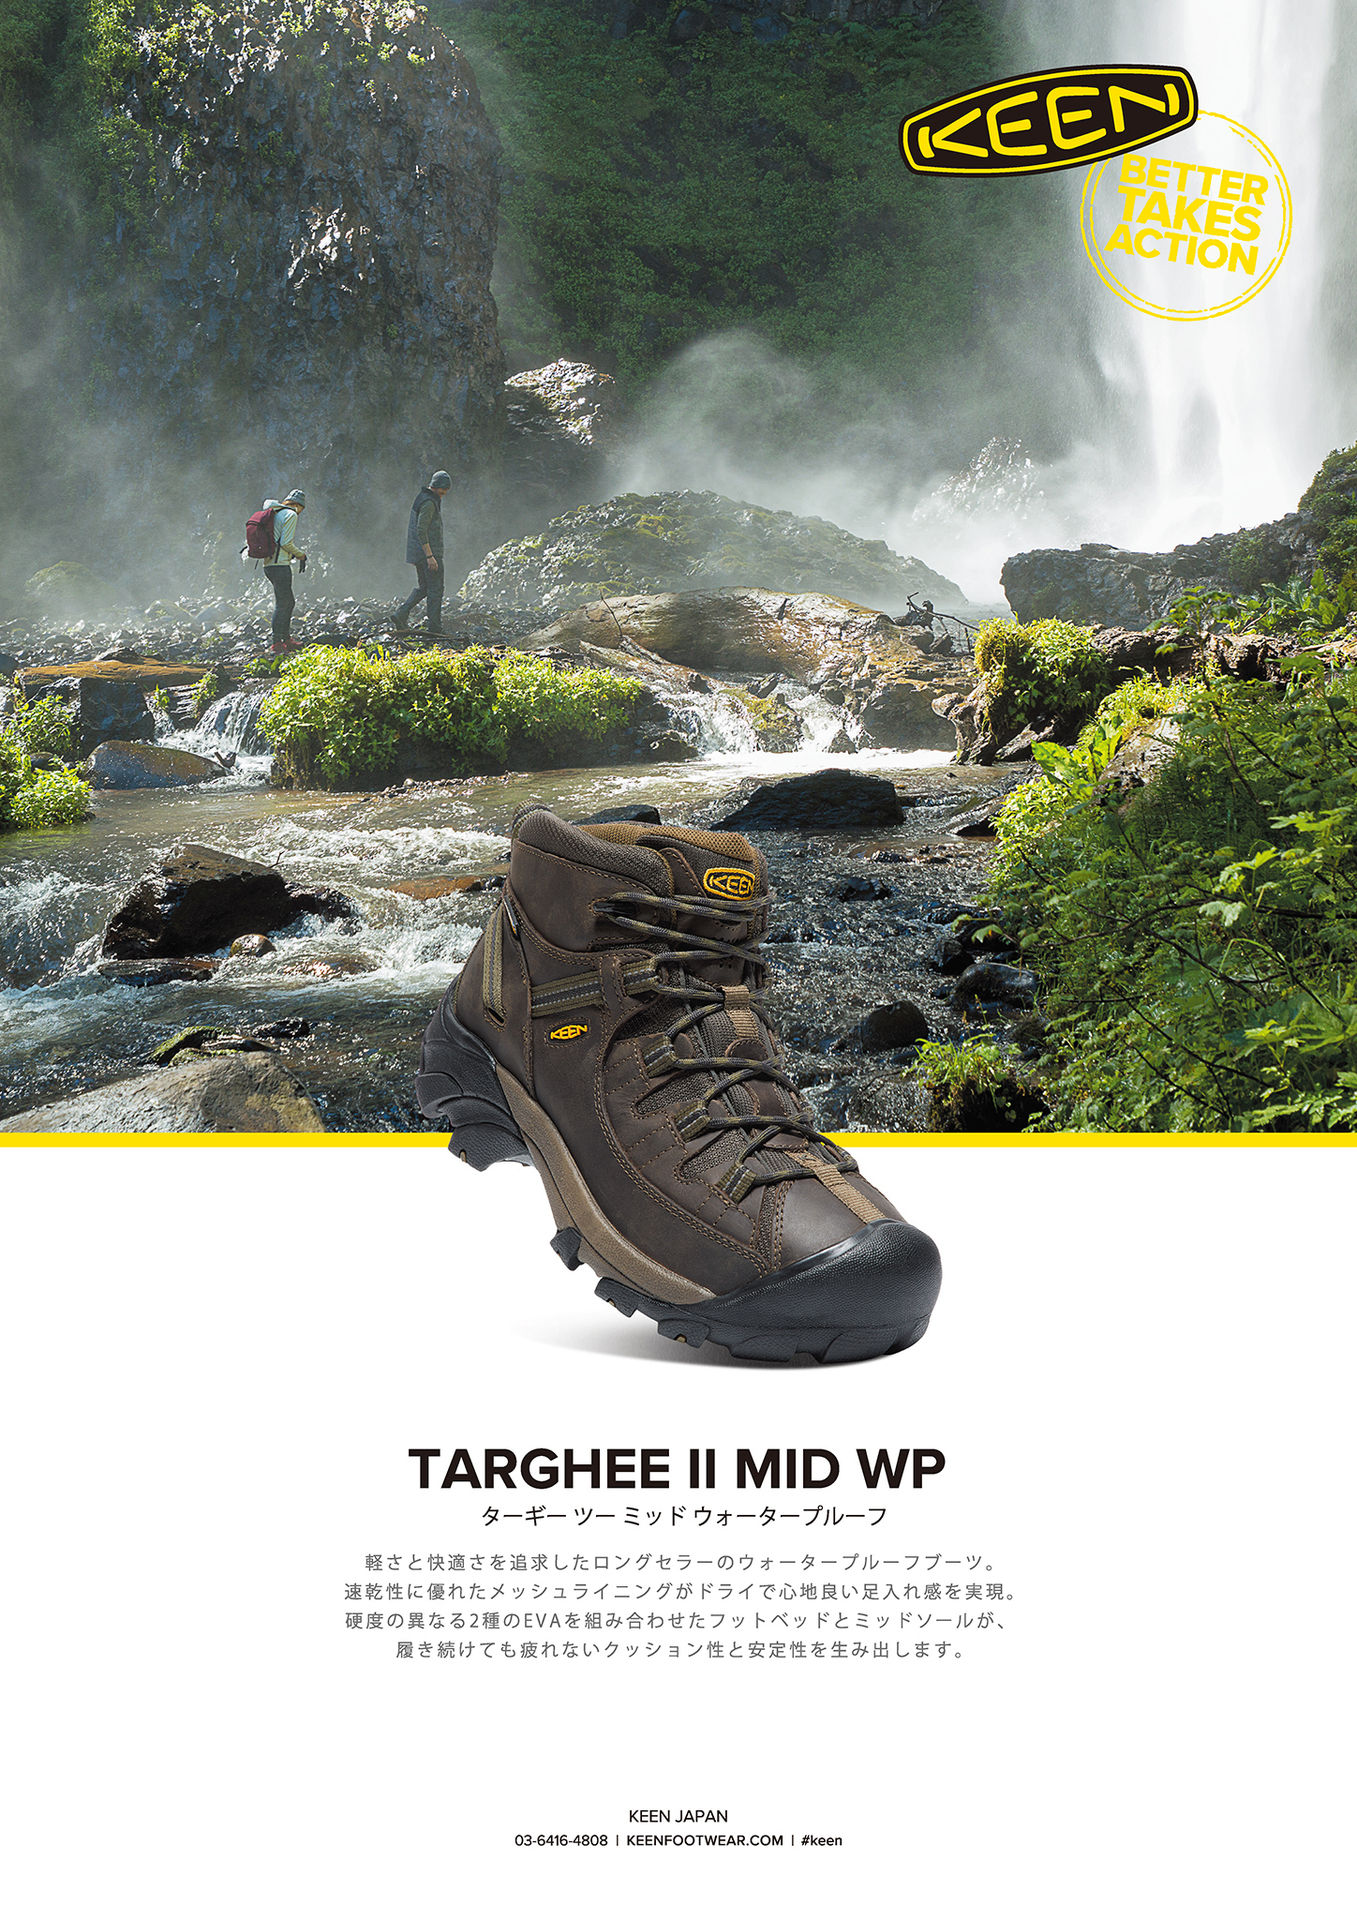 KEEN
BETTER
TAKES
ACTION
KEEN
KEEN
TARGHEE II MID WP
ターギー ツー ミッド ウォータープルーフ
軽さと快適さを追求したロングセラーのウォータープルーフブーツ。
速乾性に優れたメッシュライニングがドライで心地良い足入れ感を実現。
硬度の異なる2種のEVAを組み合わせたフットベッドとミッドソールが、
履き続けても疲れないクッション性と安定性を生み出します。
KEEN JAPAN
03-6416-4808 | KEENFOOTWEAR.COM | #keen